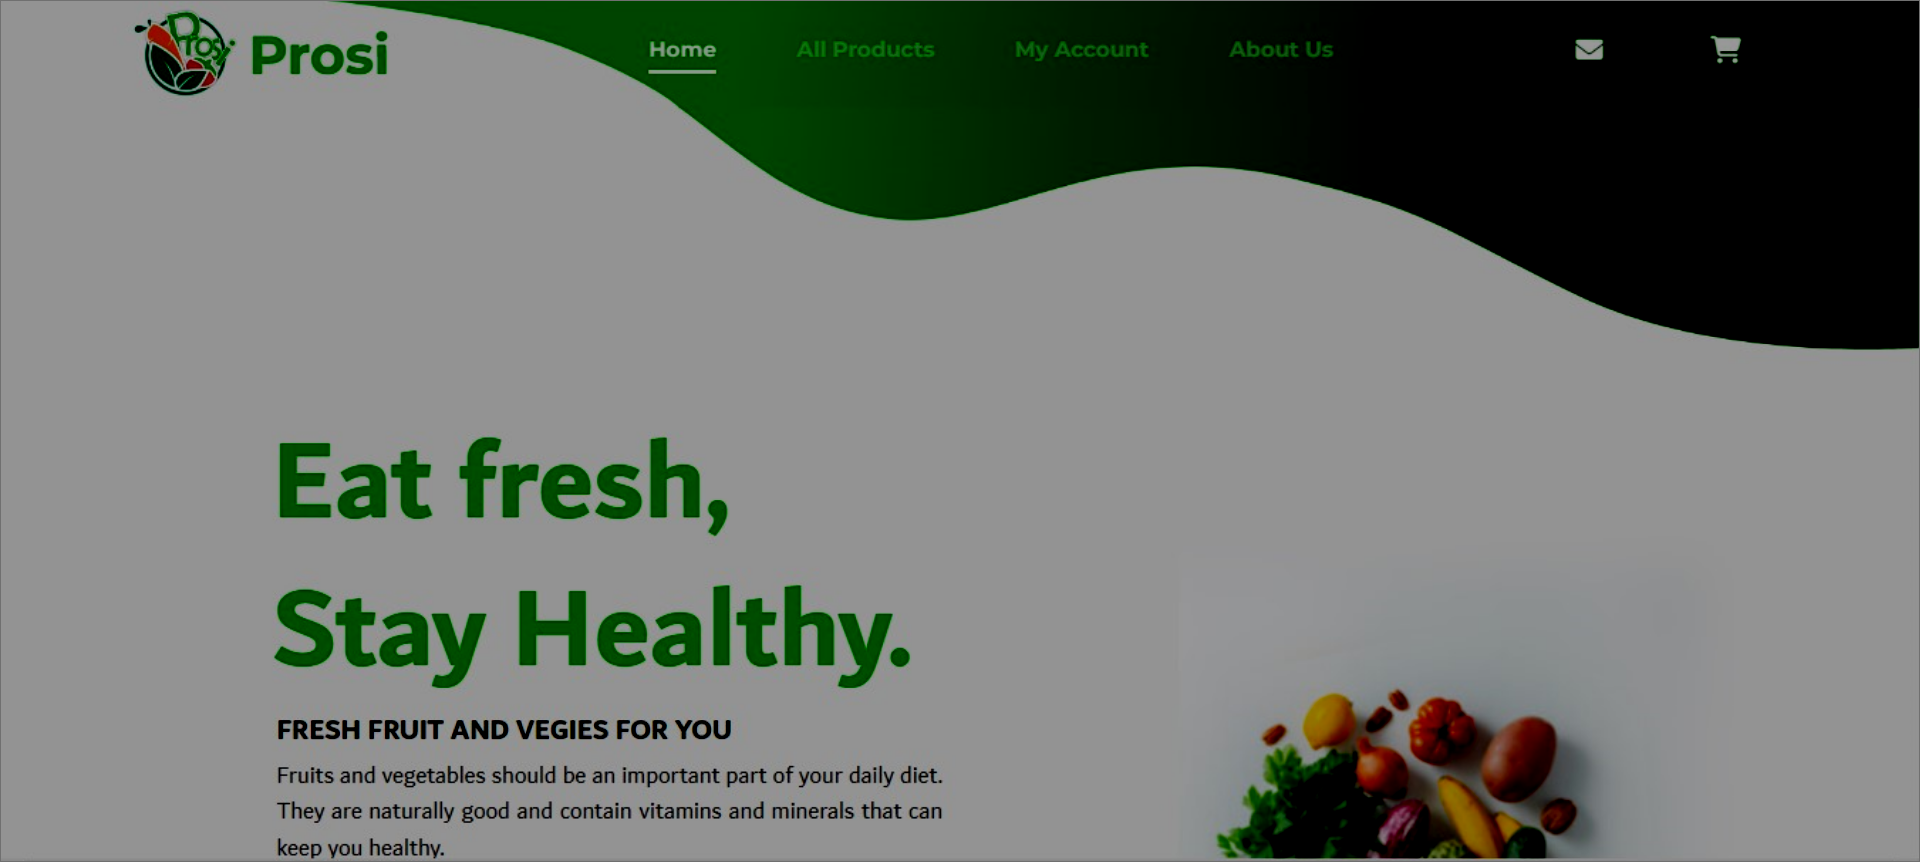 Prosi
Prosi
Home
All Products
My Account
About Us
Eat fresh,
Stay Healthy.
FRESH FRUIT AND VEGIES FOR YOU
Fruits and vegetables should be an important part of your daily diet.
They are naturally good and contain vitamins and minerals that can
keep you healthy.